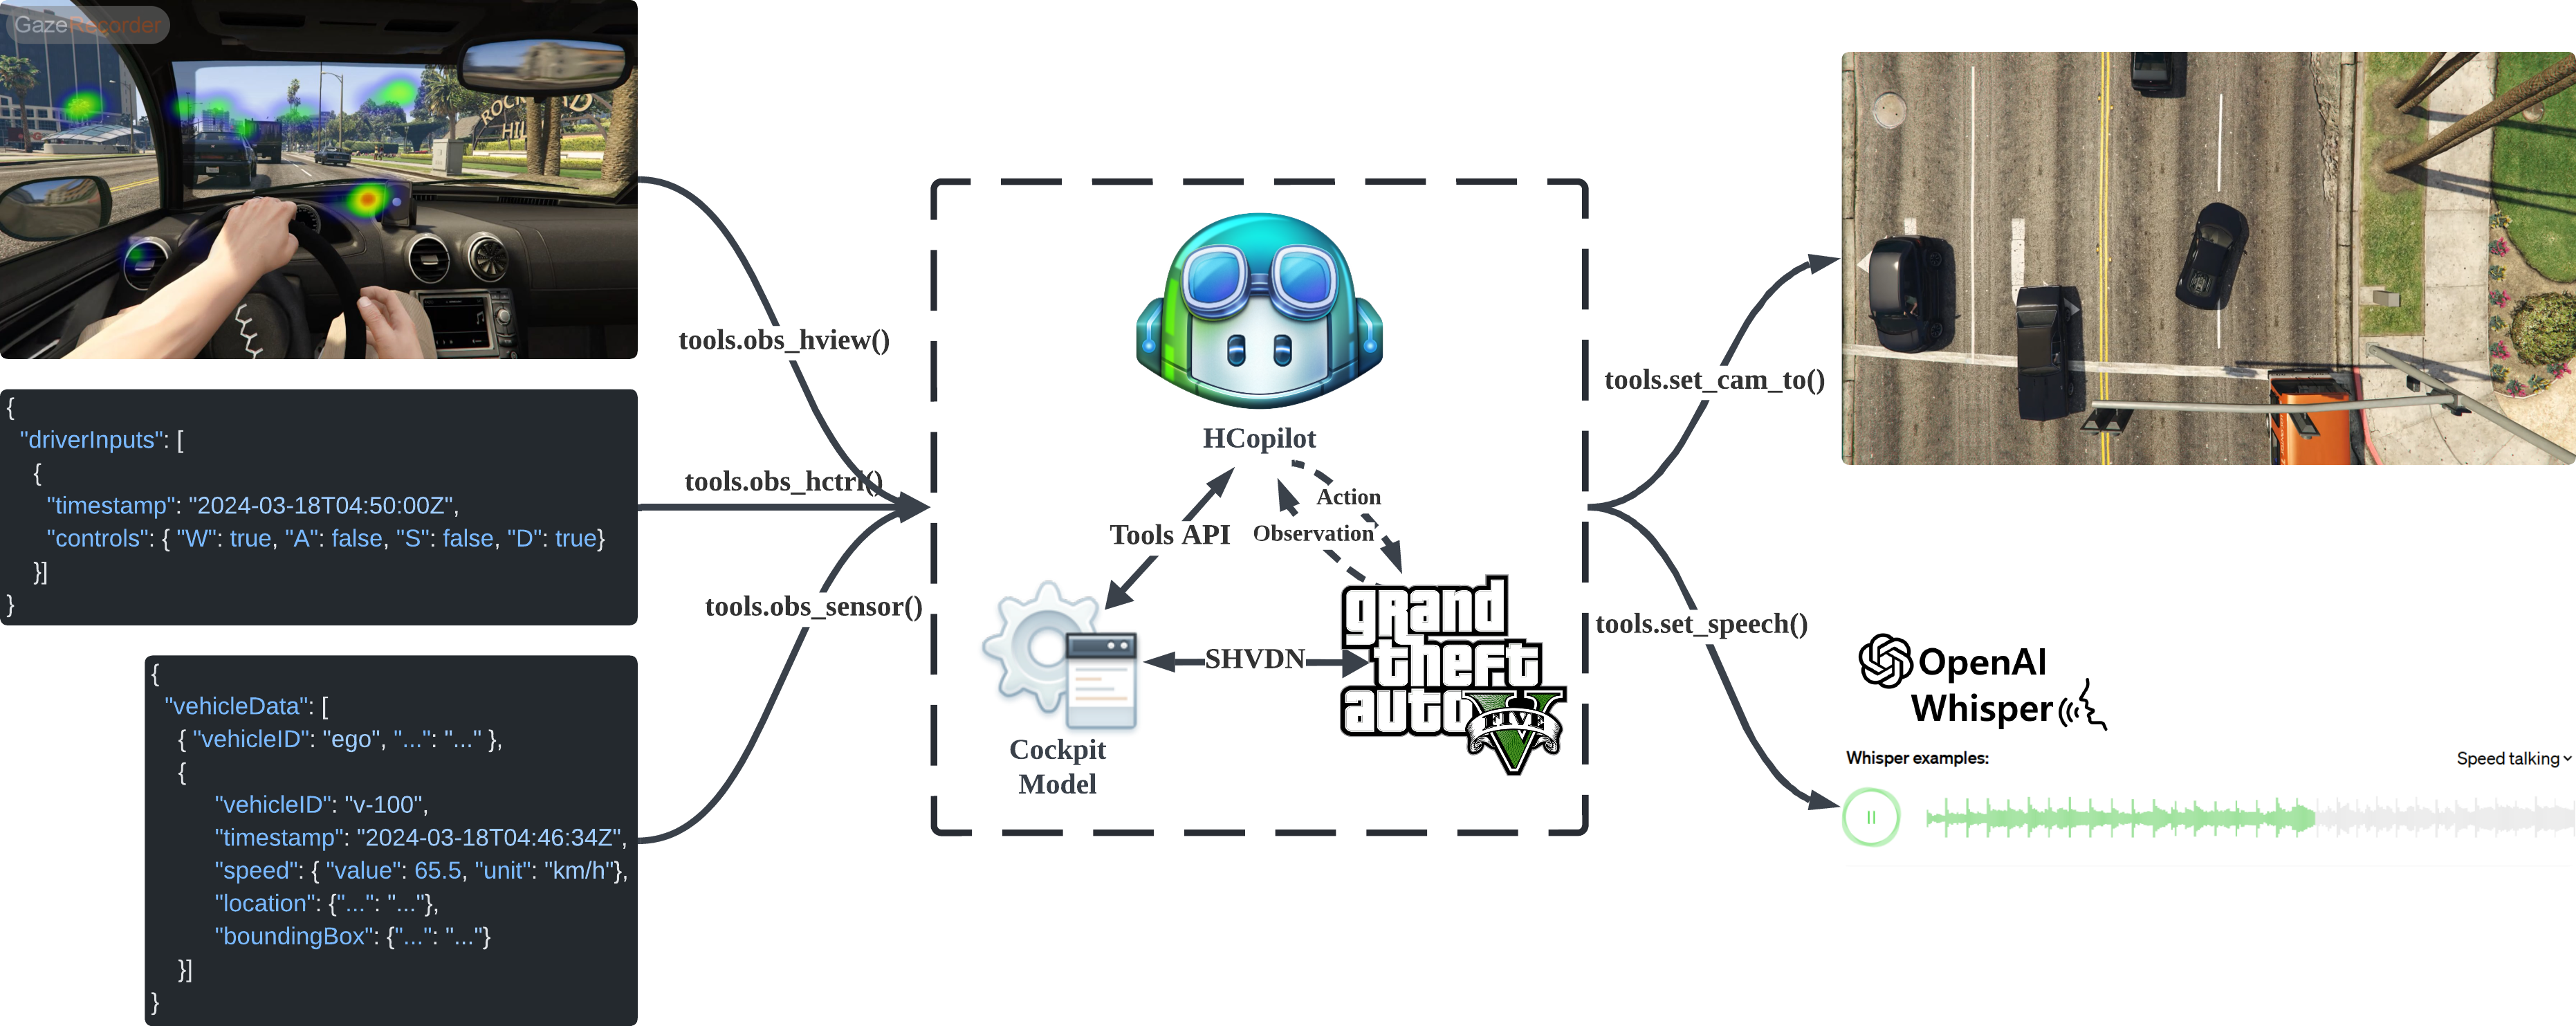 GazeRecorder
ROCKFORD
HIL
{
"driverInputs": [
{
"timestamp": "2024-03-18T04:50:00Z",
"controls": { "W": true, "A": false, "S": false, "D": true}
}]
}
{
"vehicleData": [
{ "vehicleID": "ego", "...": "..." },
{
"vehicleID": "v-100",
"timestamp": "2024-03-18T04:46:34Z",
"speed": { "value": 65.5, "unit": "km/h"},
"location": {"...": "..."},
"boundingBox": {"...": "..."}
}]
}
tools.obs_hview()
tools.obs_hctrl()
tools.obs_sensor()
HCopilot
Action
Observation
Tools API
SHVDN
Cockpit
Model
grand
theft
auto V
FIVE
tools.set_cam_to()
tools.set_speech()
OpenAI
Whisper
Whisper examples:
Speed talking